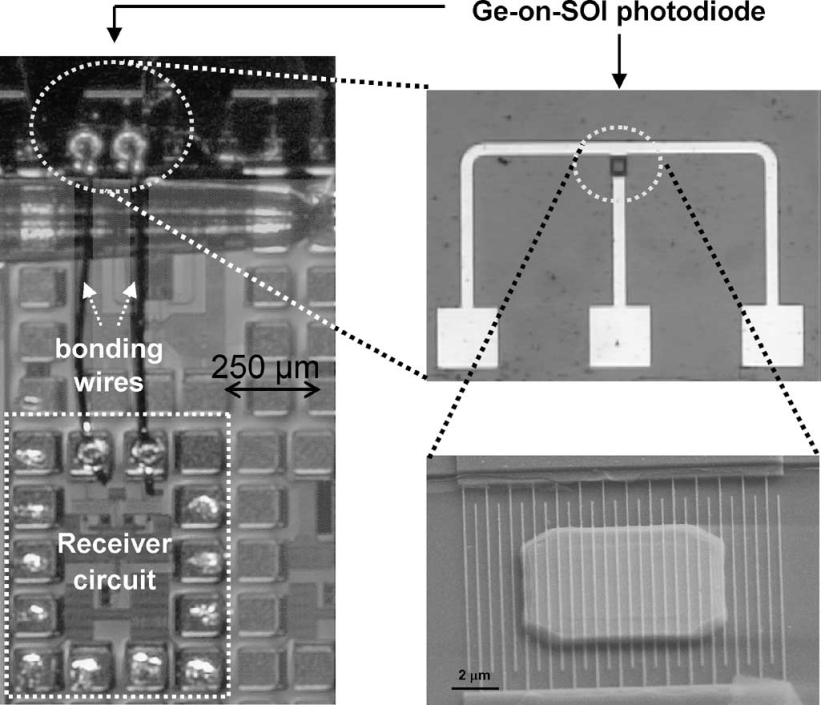 Ge-on-SOI photodiode
bonding
wires
250 µm
Receiver
circuit
2 µm